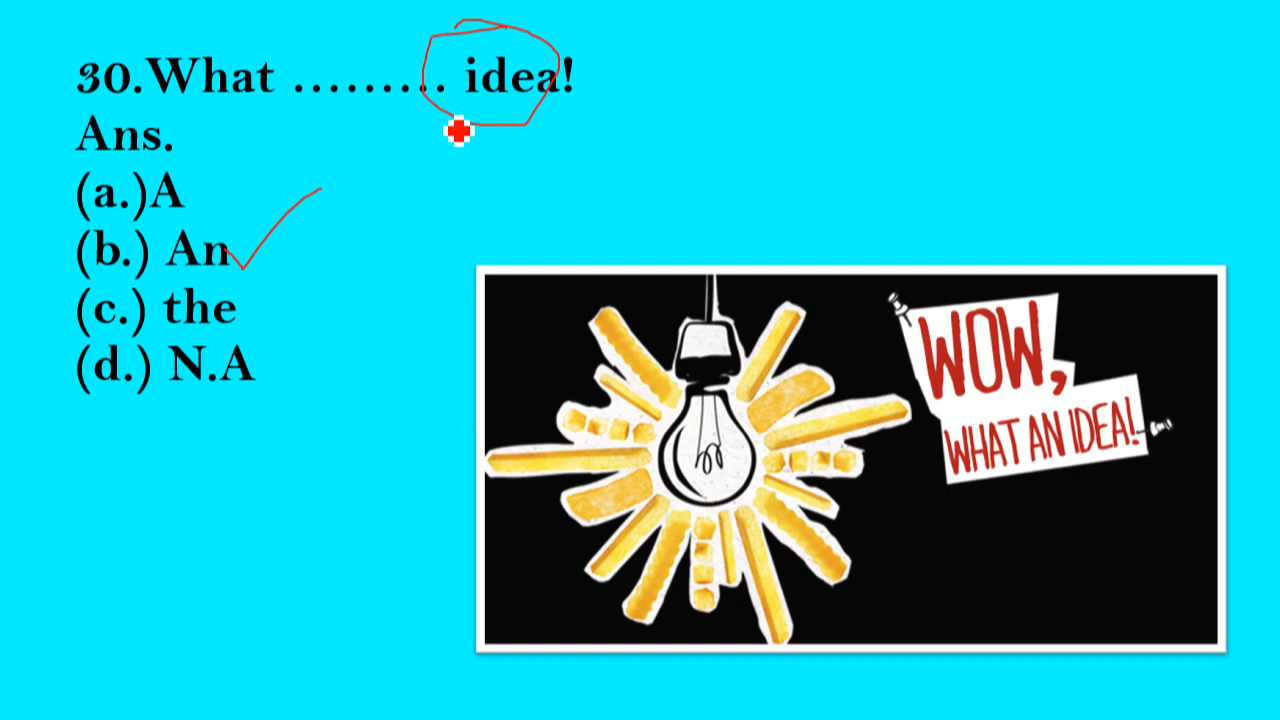 30.What ......... idea!
Ans.
(a.)A
(b.) An
(c.) the
(d.) N.A
WOW,
WHAT AN IDEA!